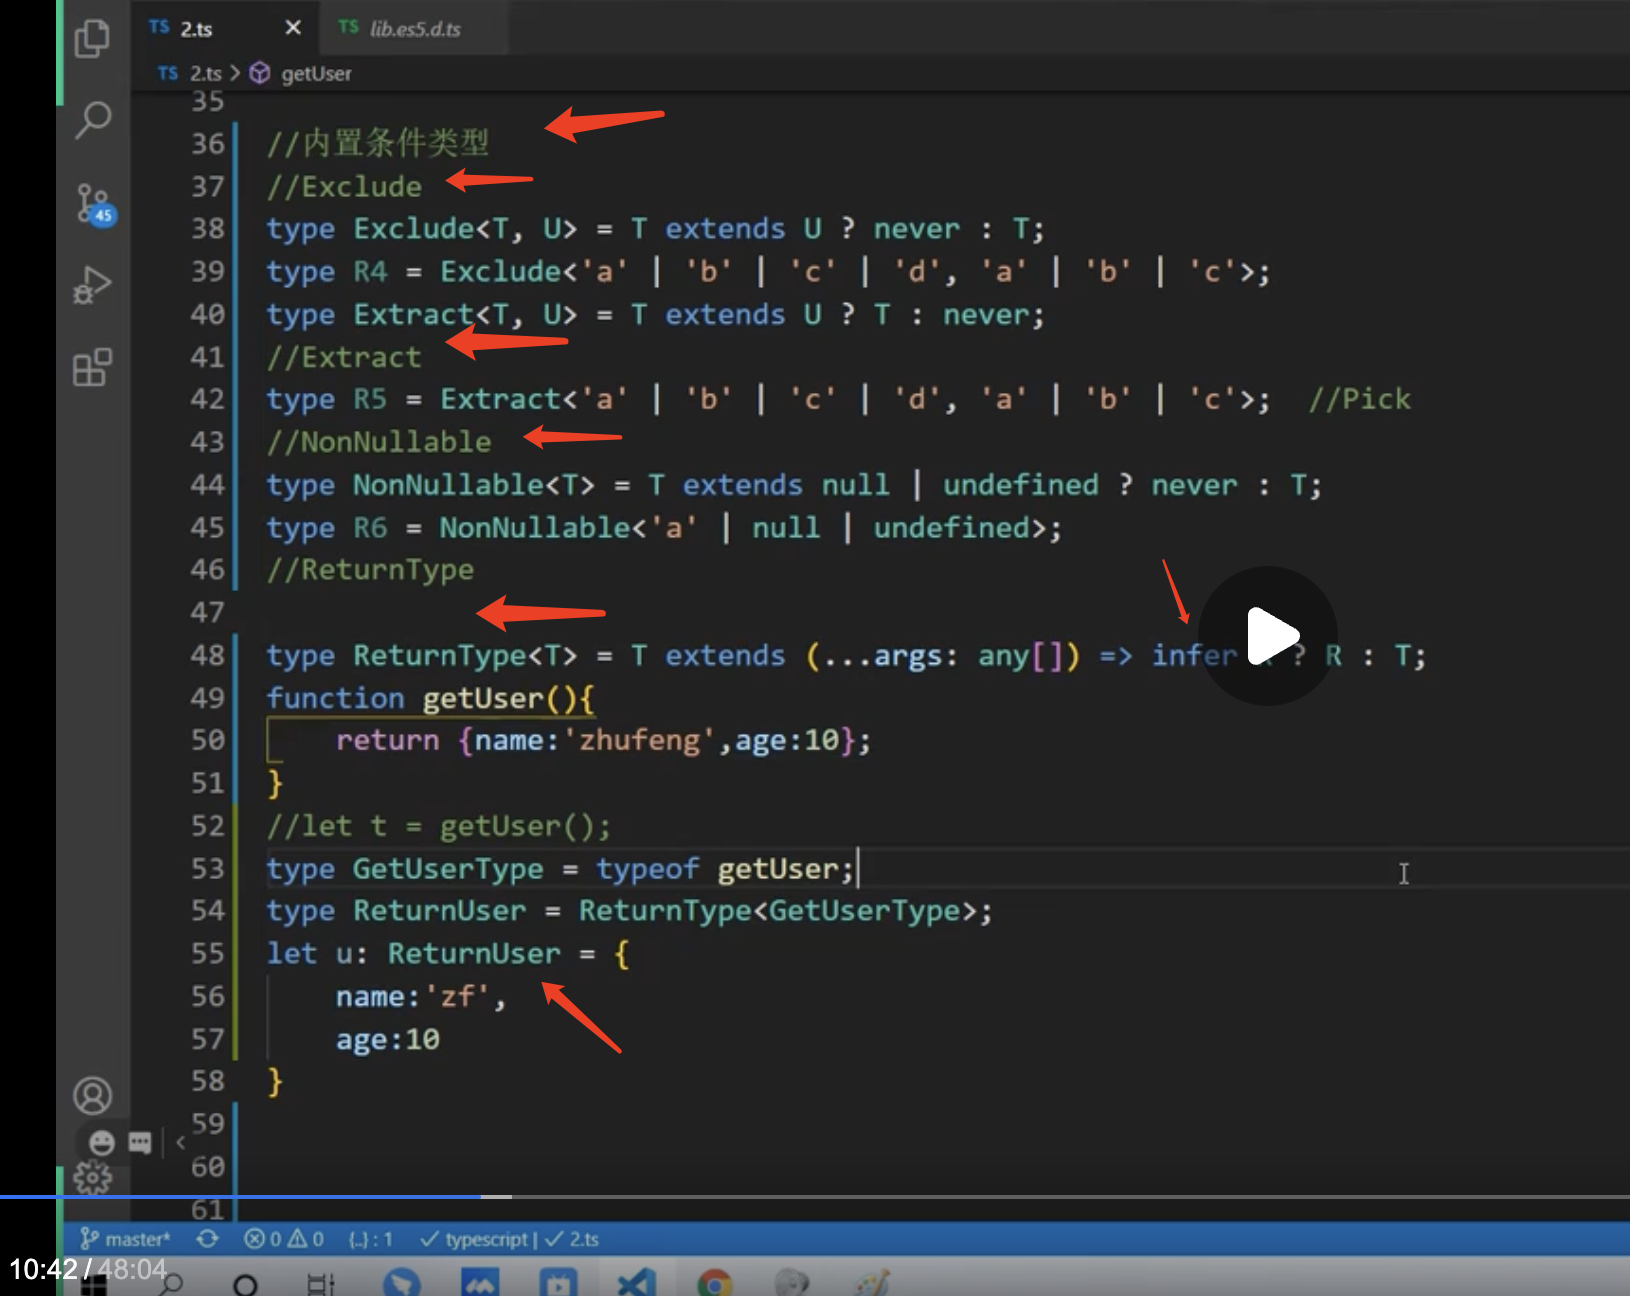 TS 2.ts × TS lib.es5.d.ts
TS 2.ts > getUser
35
36 //内置条件类型
37 //Exclude
38 type Exclude<T, U> = T extends U ? never : T;
39 type R4 = Exclude<'a' | 'b' | 'c' | 'd', 'a' | 'b' | 'c'>;
40 type Extract<T, U> = T extends U ? T : never;
41 //Extract
42 type R5 = Extract<'a' | 'b' | 'c' | 'd', 'a' | 'b' | 'c'>; //Pick
43 //NonNullable
44 type NonNullable<T> = T extends null | undefined ? never : T;
45 type R6 = NonNullable<'a' | null | undefined>;
46 //ReturnType
47
48 type ReturnType<T> = T extends (...args: any[]) => infer ? R : T;
49 function getUser(){
50 return {name:'zhufeng',age:10};
51 }
52 //let t = getUser();
53 type GetUserType = typeof getUser;
54 type ReturnUser = ReturnType<GetUserType>;
55 let u: ReturnUser = {
56 name:'zf',
57 age:10
58 }
59
60
61
45
master* 0 0 {..} : 1 ✓ typescript | ✓ 2.ts
10:42 / 48:04